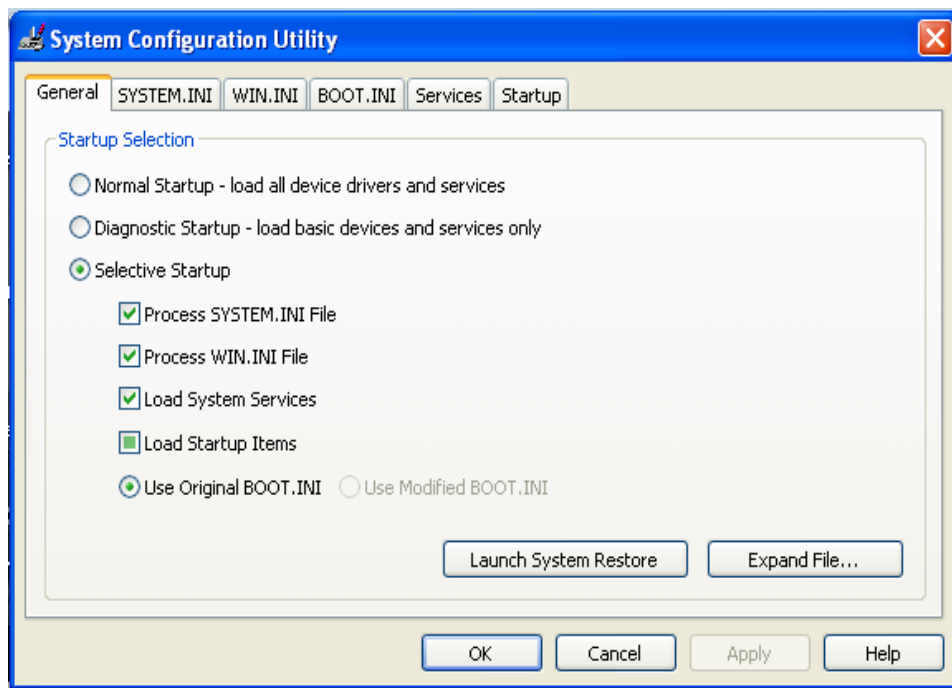 System Configuration Utility
General SYSTEM.INI WIN.INI BOOT.INI Services Startup
Startup Selection
Normal Startup - load all device drivers and services
Diagnostic Startup - load basic devices and services only
Selective Startup
Process SYSTEM.INI File
Process WIN.INI File
Load System Services
Load Startup Items
Use Original BOOT.INI Use Modified BOOT.INI
Launch System Restore Expand File...
OK Cancel Apply Help